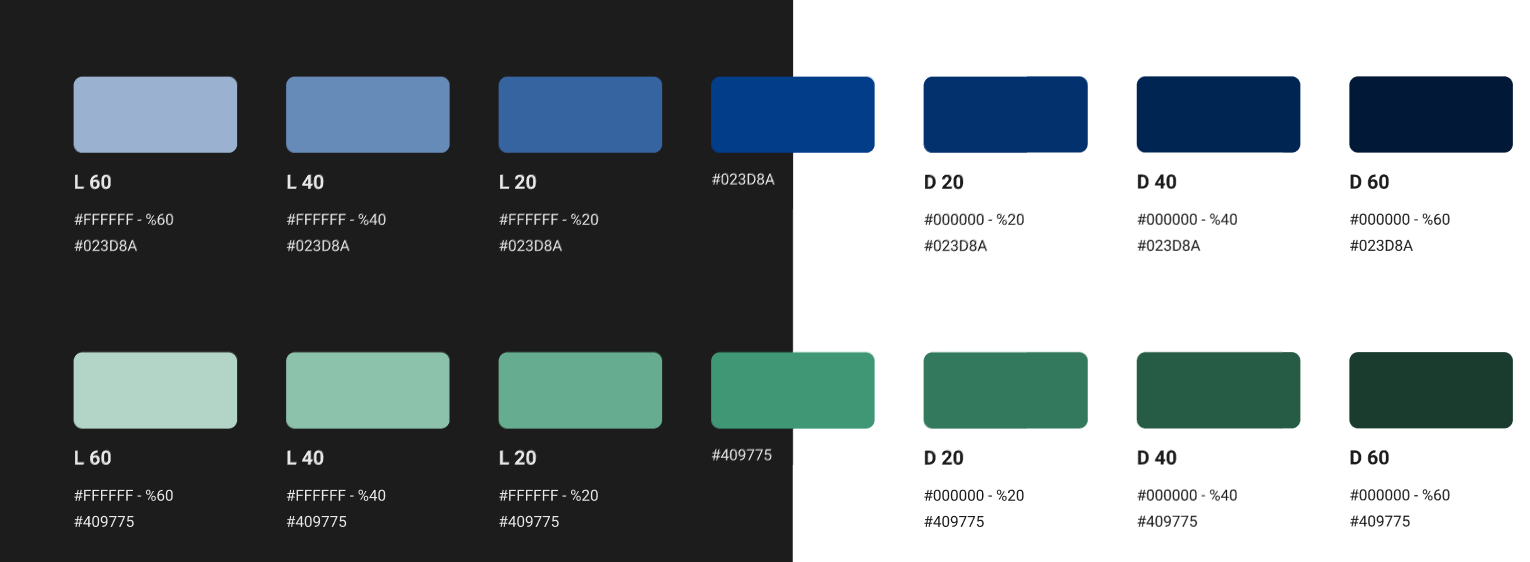 L 60
#FFFFFF - %60
#023D8A
L 40
#FFFFFF - %40
#023D8A
L 20
#FFFFFF - %20
#023D8A
#023D8A
D 20
#000000 - %20
#023D8A
D 40
#000000 - %40
#023D8A
D 60
#000000 - %60
#023D8A
L 60
#FFFFFF - %60
#409775
L 40
#FFFFFF - %40
#409775
L 20
#FFFFFF - %20
#409775
#409775
D 20
#000000 - %20
#409775
D 40
#000000 - %40
#409775
D 60
#000000 - %60
#409775